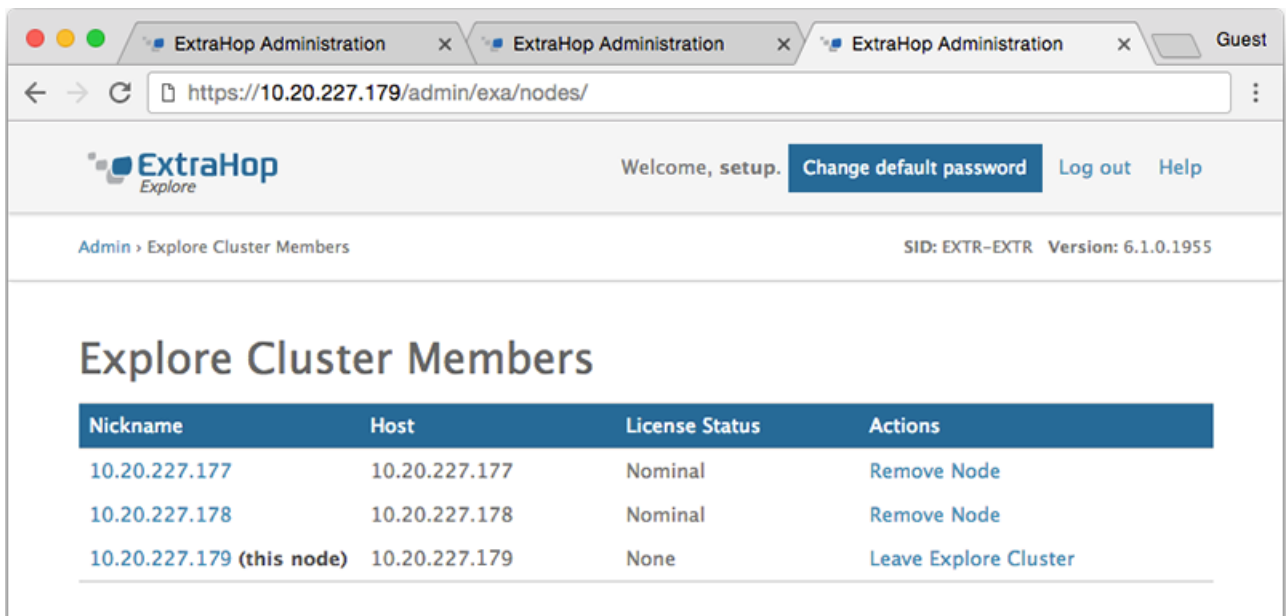 ExtraHop Administration × ExtraHop Administration × ExtraHop Administration × Guest
https://10.20.227.179/admin/exa/nodes/
ExtraHop
Explore
Welcome, setup. Change default password Log out Help
Admin › Explore Cluster Members SID: EXTR-EXTR Version: 6.1.0.1955
Explore Cluster Members
Nickname Host License Status Actions
10.20.227.177 10.20.227.177 Nominal Remove Node
10.20.227.178 10.20.227.178 Nominal Remove Node
10.20.227.179 (this node) 10.20.227.179 None Leave Explore Cluster